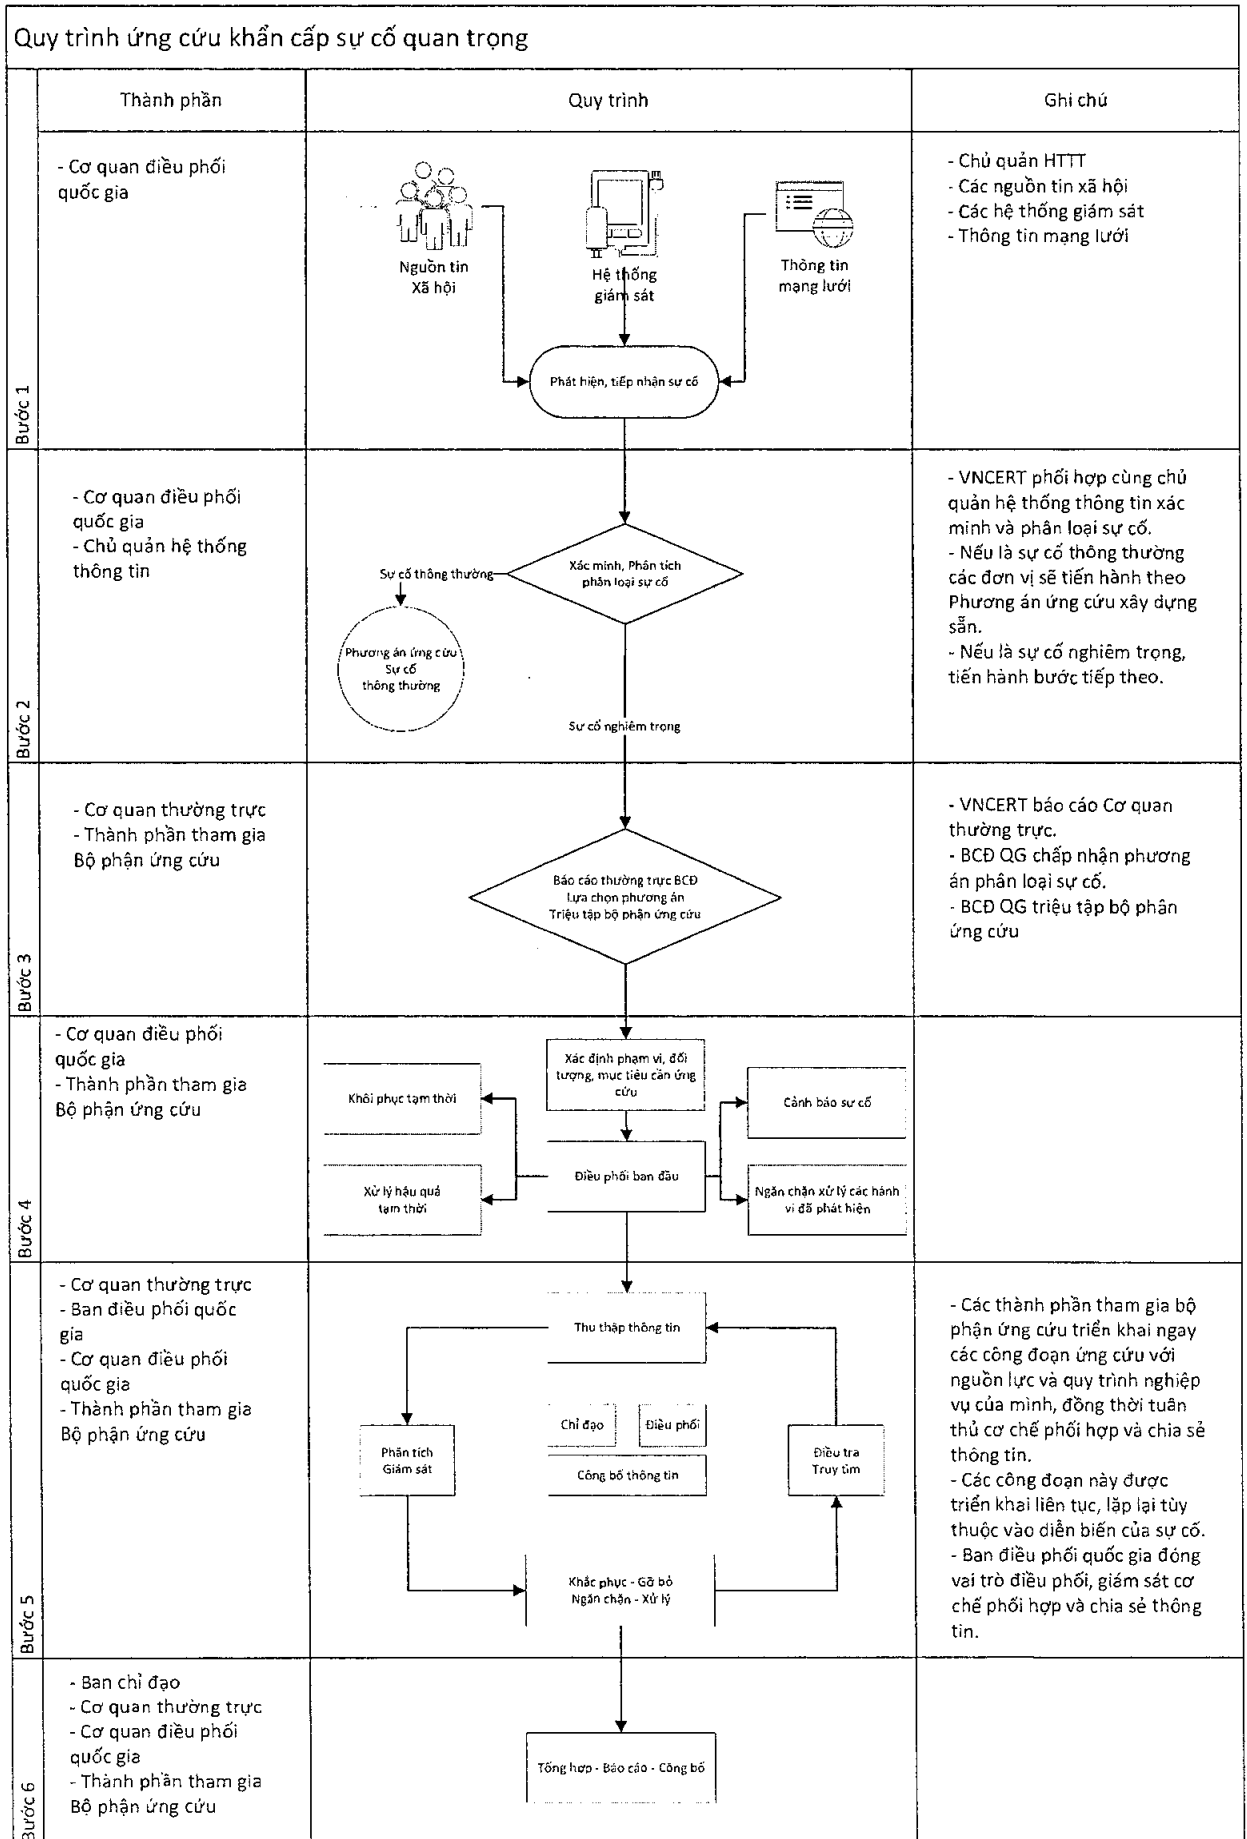 Quy trình ứng cứu khẩn cấp sự cố quan trọng
Thành phần
Quy trình
Ghi chú
Bước 1
- Cơ quan điều phối
quốc gia
Nguồn tin
Xã hội
Hệ thống
giám sát
Thông tin
mạng lưới
Phát hiện, tiếp nhận sự cố
- Chủ quản HTTT
- Các nguồn tin xã hội
- Các hệ thống giám sát
- Thông tin mạng lưới
Bước 2
- Cơ quan điều phối
quốc gia
- Chủ quản hệ thống
thông tin
Xác minh, Phân tích
phân loại sự cố
Sự cố thông thường
Phương án ứng cứu
Sự cố
thông thường
Sự cố nghiêm trọng
- VNCERT phối hợp cùng chủ
quản hệ thống thông tin xác
minh và phân loại sự cố.
- Nếu là sự cố thông thường
các đơn vị sẽ tiến hành theo
Phương án ứng cứu xây dựng
sẵn.
- Nếu là sự cố nghiêm trọng,
tiến hành bước tiếp theo.
Bước 3
- Cơ quan thường trực
- Thành phần tham gia
Bộ phận ứng cứu
Báo cáo thường trực BCĐ
Lựa chọn phương án
Triệu tập bộ phận ứng cứu
- VNCERT báo cáo Cơ quan
thường trực.
- BCĐ QG chấp nhận phương
án phân loại sự cố.
- BCĐ QG triệu tập bộ phận
ứng cứu
Bước 4
- Cơ quan điều phối
quốc gia
- Thành phần tham gia
Bộ phận ứng cứu
Xác định phạm vi, đối
tượng, mục tiêu cần ứng
cứu
Khôi phục tạm thời
Cảnh báo sự cố
Điều phối ban đầu
Xử lý hậu quả
tạm thời
Ngăn chặn xử lý các hành
vi đã phát hiện
Bước 5
- Cơ quan thường trực
- Ban điều phối quốc
gia
- Cơ quan điều phối
quốc gia
- Thành phần tham gia
Bộ phận ứng cứu
Thu thập thông tin
Chỉ đạo
Điều phối
Công bố thông tin
Phân tích
Giám sát
Điều tra
Truy tìm
Khắc phục - Gỡ bỏ
Ngăn chặn - Xử lý
- Các thành phần tham gia bộ
phận ứng cứu triển khai ngay
các công đoạn ứng cứu với
nguồn lực và quy trình nghiệp
vụ của mình, đồng thời tuân
thủ cơ chế phối hợp và chia sẻ
thông tin.
- Các công đoạn này được
triển khai liên tục, lặp lại tùy
thuộc vào diễn biến của sự cố.
- Ban điều phối quốc gia đóng
vai trò điều phối, giám sát cơ
chế phối hợp và chia sẻ thông
tin.
Bước 6
- Ban chỉ đạo
- Cơ quan thường trực
- Cơ quan điều phối
quốc gia
- Thành phần tham gia
Bộ phận ứng cứu
Tổng hợp - Báo cáo - Công bố